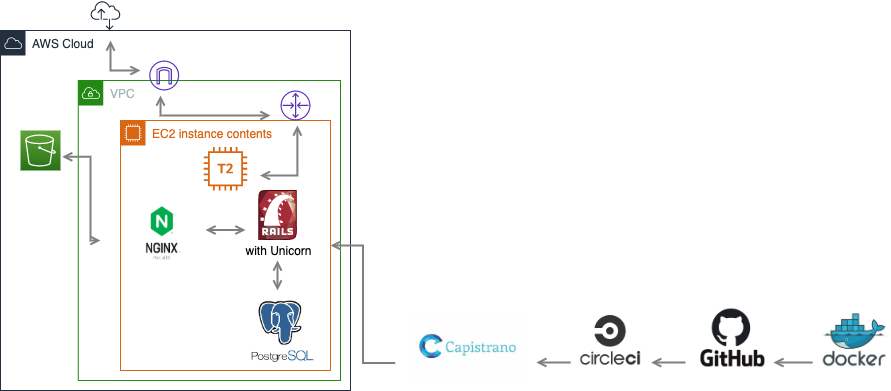 AWS Cloud
VPC
EC2 instance contents
T2
RAILS
with Unicorn
N
NGINX
PostgreSQL
Capistrano
circleci
GitHub
docker